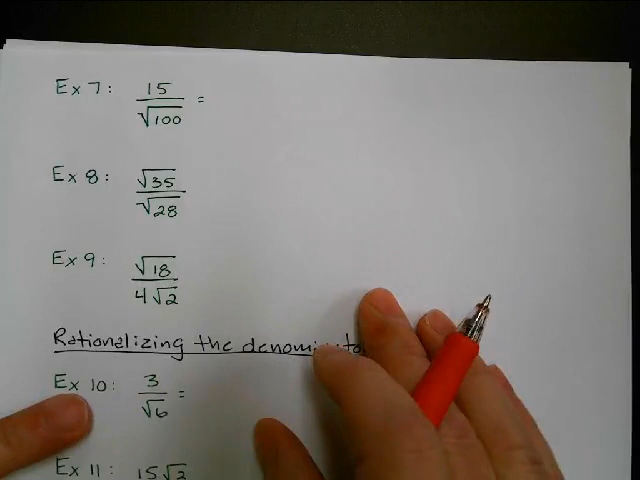 Ex 7: 15/√100 =
Ex 8: √35/√28
Ex 9: √18/4√2
Rationalizing the
Ex 10: 3/√6 =
Ex 11: